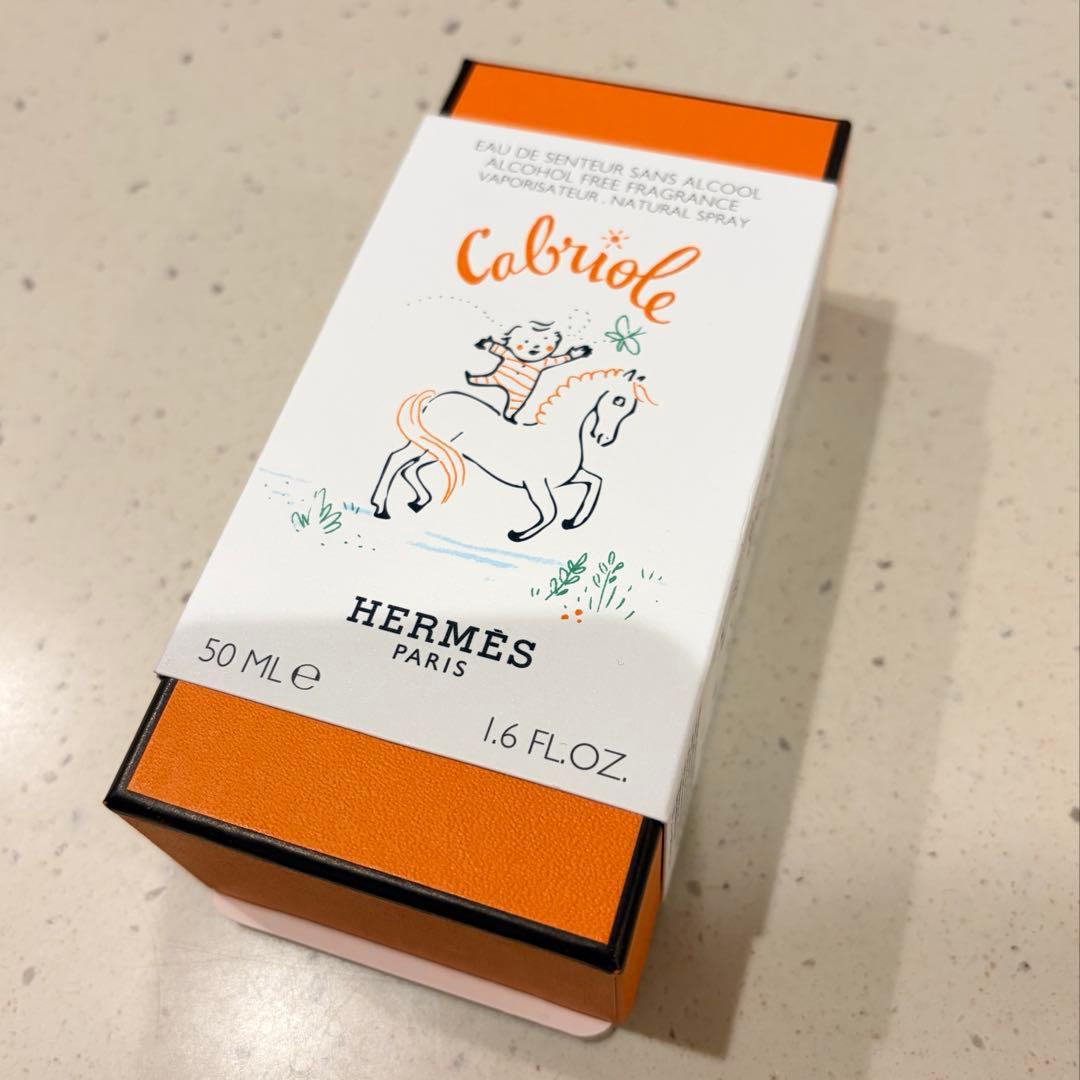 EAU DE SENTEUR SANS ALCOOL
ALCOHOL FREE FRAGRANCE
VAPORISATEUR . NATURAL SPRAY
Cabriole
HERMÈS
PARIS
50 ML e
1.6 FL.OZ.